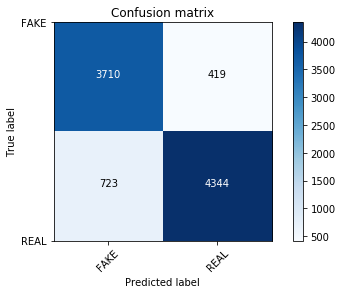 Confusion matrix
FAKE
3710 419
723 4344
REAL
True label
FAKE REAL
Predicted label
4000
3500
3000
2500
2000
1500
1000
500